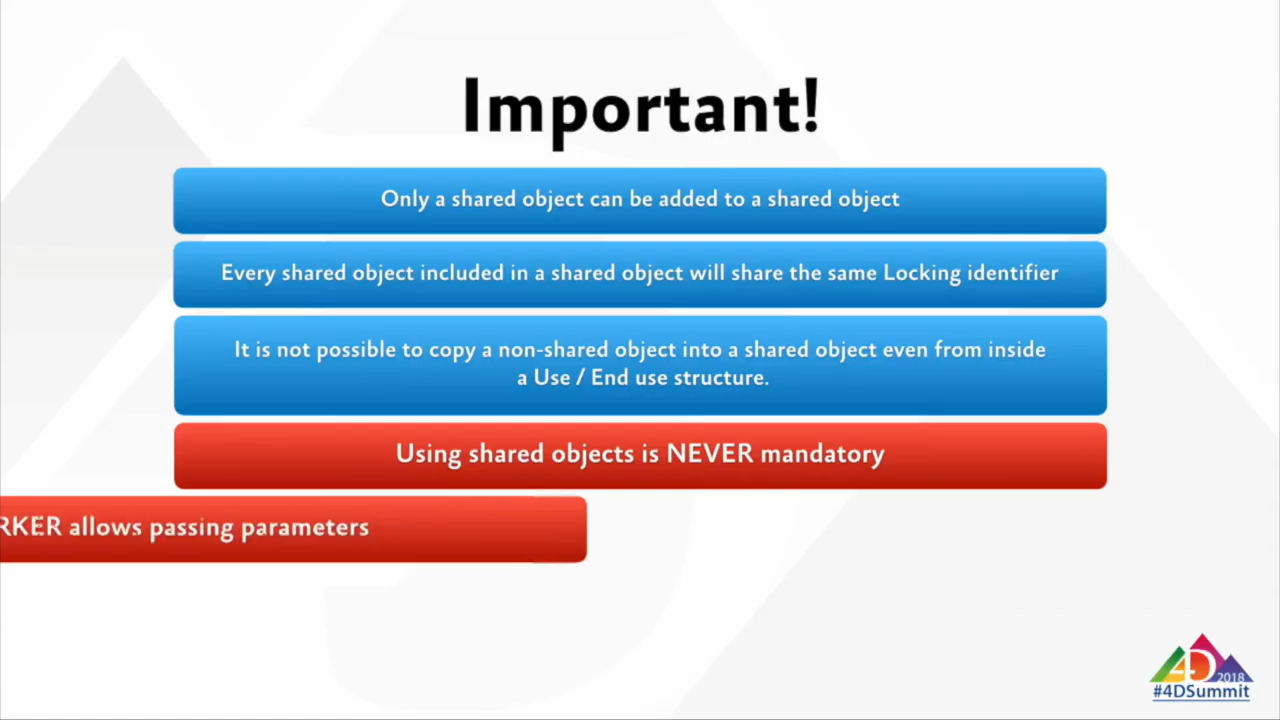 Important!
Only a shared object can be added to a shared object
Every shared object included in a shared object will share the same Locking identifier
It is not possible to copy a non-shared object into a shared object even from inside
a Use / End use structure.
Using shared objects is NEVER mandatory
RKER allows passing parameters
4D
2018
#4DSummit